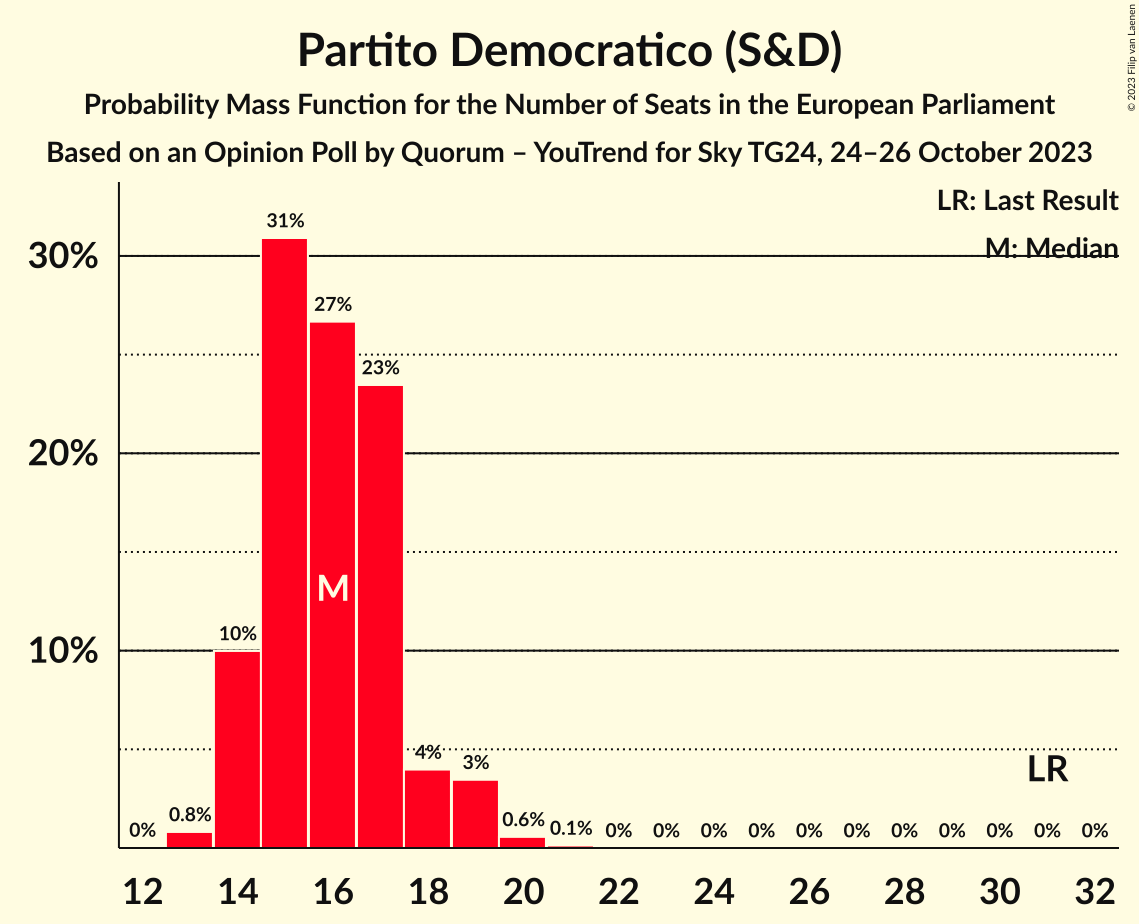 Partito Democratico (S&D)
Probability Mass Function for the Number of Seats in the European Parliament
Based on an Opinion Poll by Quorum – YouTrend for Sky TG24, 24–26 October 2023
© 2023 Filip van Laenen
LR: Last Result
M: Median
30%
20%
10%
0% 0.8% 10% 31% 27% 23% 4% 3% 0.6% 0.1% 0% 0% 0% 0% 0% 0% 0% 0% 0% 0% 0%
M
LR
12 14 16 18 20 22 24 26 28 30 32